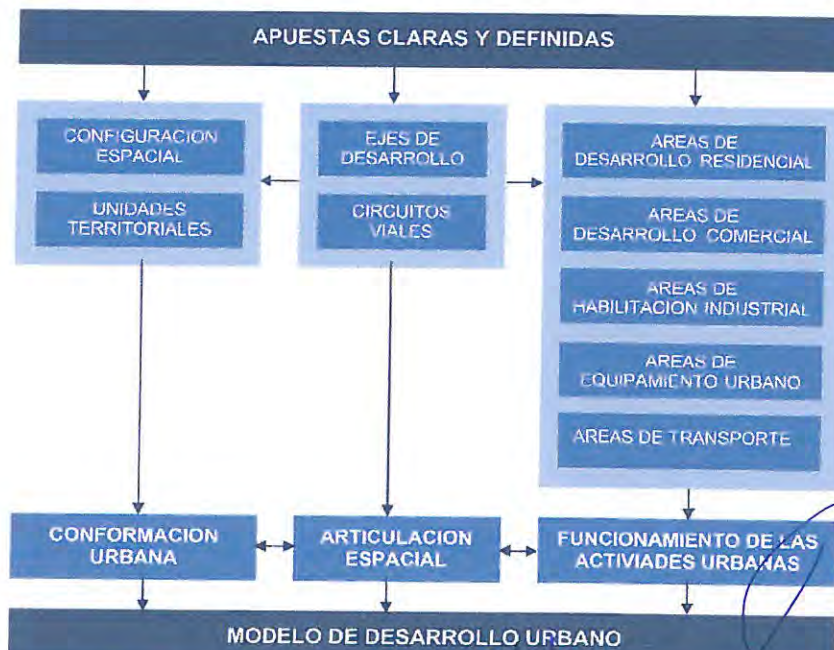 APUESTAS CLARAS Y DEFINIDAS
CONFIGURACION
ESPACIAL
UNIDADES
TERRITORIALES
EJES DE
DESARROLLO
CIRCUITOS
VIALES
AREAS DE
DESARROLLO RESIDENCIAL
AREAS DE
DESARROLLO COMERCIAL
AREAS DE
HABILITACION INDUSTRIAL
AREAS DE
EQUIPAMIENTO URBANO
AREAS DE TRANSPORTE
CONFORMACION
URBANA
ARTICULACION
ESPACIAL
FUNCIONAMIENTO DE LAS
ACTIVIADES URBANAS
MODELO DE DESARROLLO URBANO